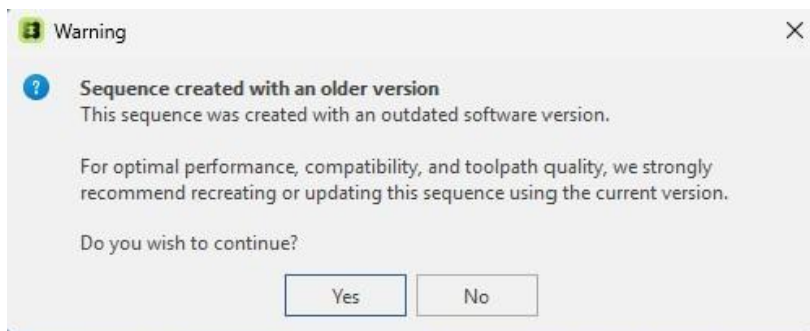 Warning
Sequence created with an older version
This sequence was created with an outdated software version.
For optimal performance, compatibility, and toolpath quality, we strongly
recommend recreating or updating this sequence using the current version.
Do you wish to continue?
Yes
No